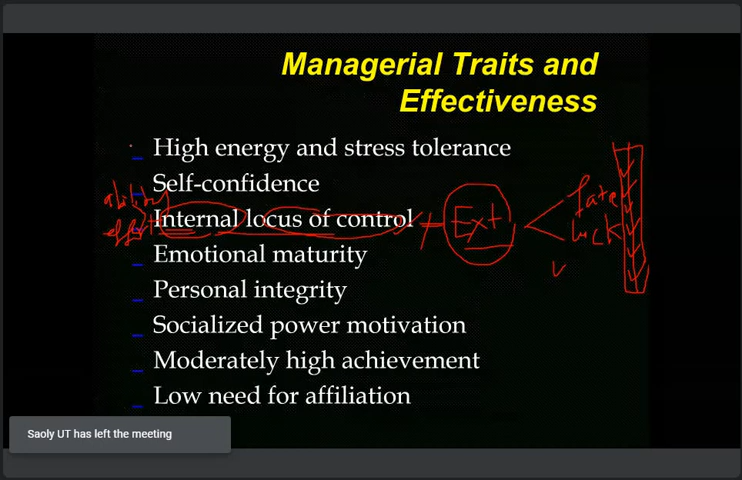 Managerial Traits and
Effectiveness
_ High energy and stress tolerance
_ Self-confidence
ability
effort
_ Internal locus of control
Ext
fate
luck
_ Emotional maturity
_ Personal integrity
_ Socialized power motivation
_ Moderately high achievement
_ Low need for affiliation
Saoly UT has left the meeting